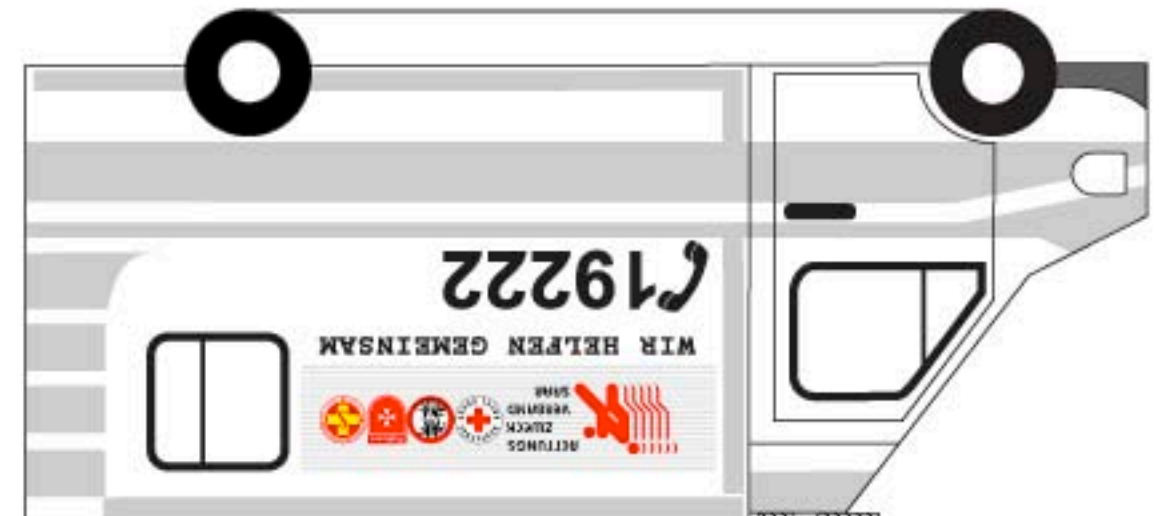 RETTUNGS
ZWECK
VERBAND
SAAR
WIR HELFEN GEMEINSAM
19222